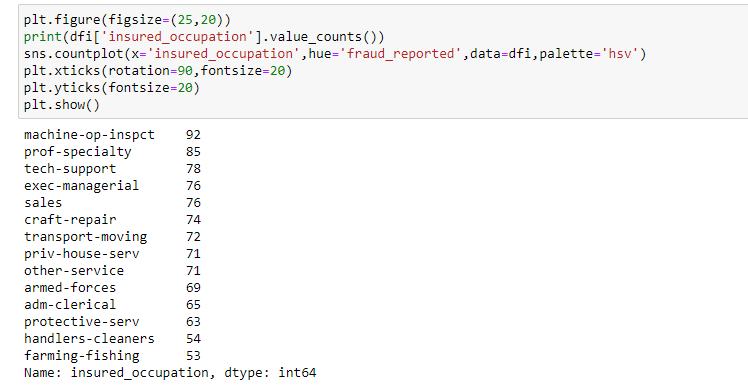 plt.figure(figsize=(25,20))
print(dfi['insured_occupation'].value_counts())
sns.countplot(x='insured_occupation',hue='fraud_reported',data=dfi,palette='hsv')
plt.xticks(rotation=90,fontsize=20)
plt.yticks(fontsize=20)
plt.show()
machine-op-inspct    92
prof-specialty       85
tech-support         78
exec-managerial      76
sales                76
craft-repair         74
transport-moving     72
priv-house-serv      71
other-service        71
armed-forces         69
adm-clerical         65
protective-serv      63
handlers-cleaners    54
farming-fishing      53
Name: insured_occupation, dtype: int64